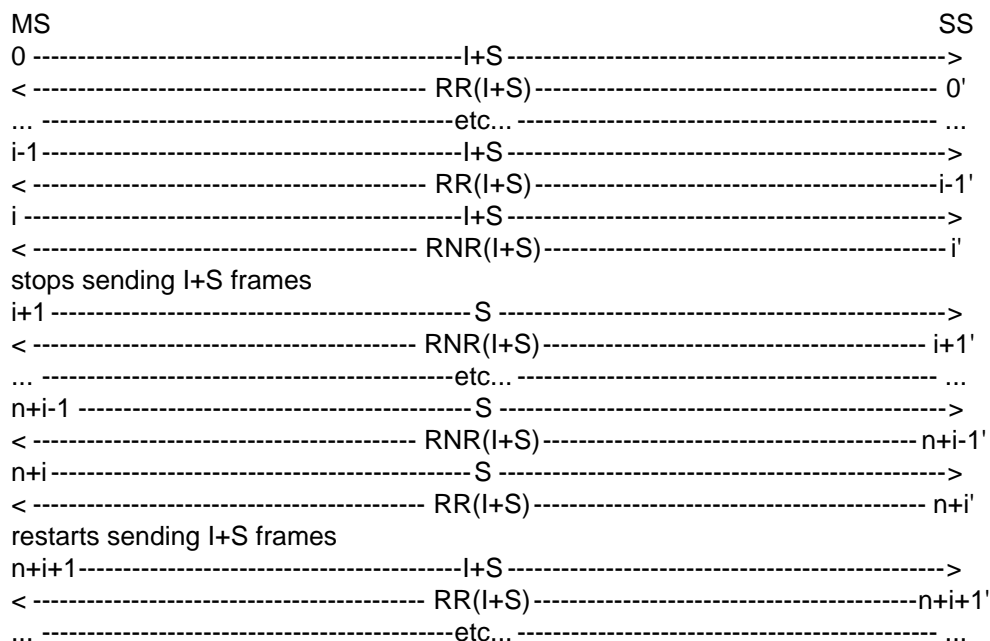 MS SS
0 ------------------------------------------------I+S -------------------------------------------------->
< -------------------------------------------- RR(I+S)--------------------------------------------- 0'
... ----------------------------------------------etc... ----------------------------------------------- ...
i-1-----------------------------------------------I+S -------------------------------------------------->
< -------------------------------------------- RR(I+S)---------------------------------------------i-1'
i -------------------------------------------------I+S -------------------------------------------------->
< ------------------------------------------- RNR(I+S)--------------------------------------------- i'
stops sending I+S frames
i+1 -----------------------------------------------S -------------------------------------------------->
< ------------------------------------------- RNR(I+S)------------------------------------------- i+1'
... ----------------------------------------------etc... ----------------------------------------------- ...
n+i-1 --------------------------------------------S -------------------------------------------------->
< ------------------------------------------- RNR(I+S)------------------------------------------ n+i-1'
n+i-----------------------------------------------S -------------------------------------------------->
< -------------------------------------------- RR(I+S)-------------------------------------------- n+i'
restarts sending I+S frames
n+i+1-------------------------------------------I+S -------------------------------------------------->
< -------------------------------------------- RR(I+S)-------------------------------------------n+i+1'
... ----------------------------------------------etc... ----------------------------------------------- ...